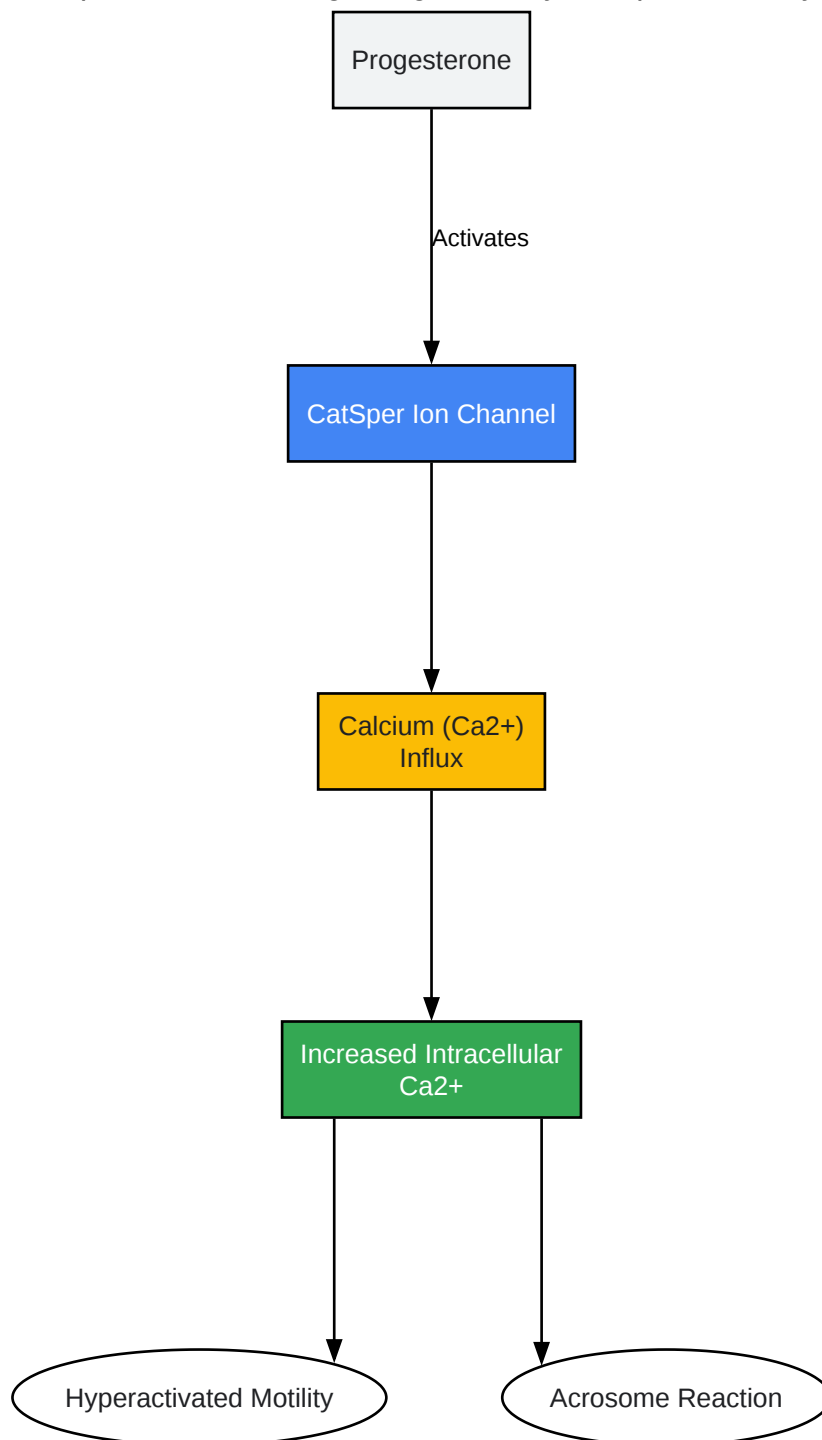 Progesterone
Activates
CatSper Ion Channel
Calcium (Ca2+)
Influx
Increased Intracellular
Ca2+
Hyperactivated Motility
Acrosome Reaction